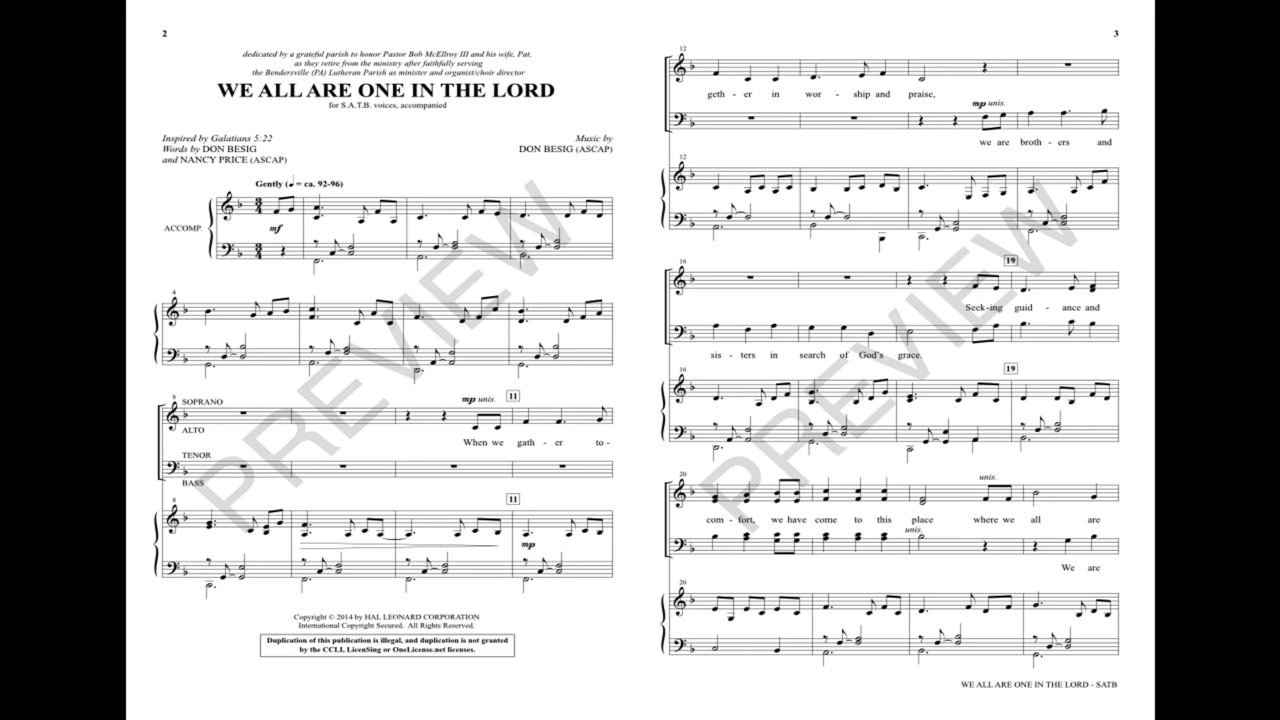 2
dedicated by a grateful parish to honor Pastor Bob McElroy III and his wife, Pat,
as they retire from the ministry after faithfully serving
the Bendersville (PA) Lutheran Parish as minister and organist/choir director
WE ALL ARE ONE IN THE LORD
for S.A.T.B. voices, accompanied
Inspired by Galatians 5:22
Words by DON BESIG
and NANCY PRICE (ASCAP)
Music by
DON BESIG (ASCAP)
Gently (♩ = ca. 92-96)
ACCOMP.
mf
4
8
SOPRANO
mp unis.
11
ALTO
When we gath - er to-
TENOR
BASS
8
11
mp
PREVIEW
Copyright © 2014 by HAL LEONARD CORPORATION
International Copyright Secured. All Rights Reserved.
Duplication of this publication is illegal, and duplication is not granted
by the CCLI, LicenSing or OneLicense.net licenses.
3
12
geth - er in wor - ship and praise,
mp unis.
we are broth - ers and
12
16
19
Seek-ing guid - ance and
sis - ters in search of God's grace.
16
19
20
unis.
com - fort, we have come to this place where we all are
unis.
We are
20
PREVIEW
WE ALL ARE ONE IN THE LORD - SATB